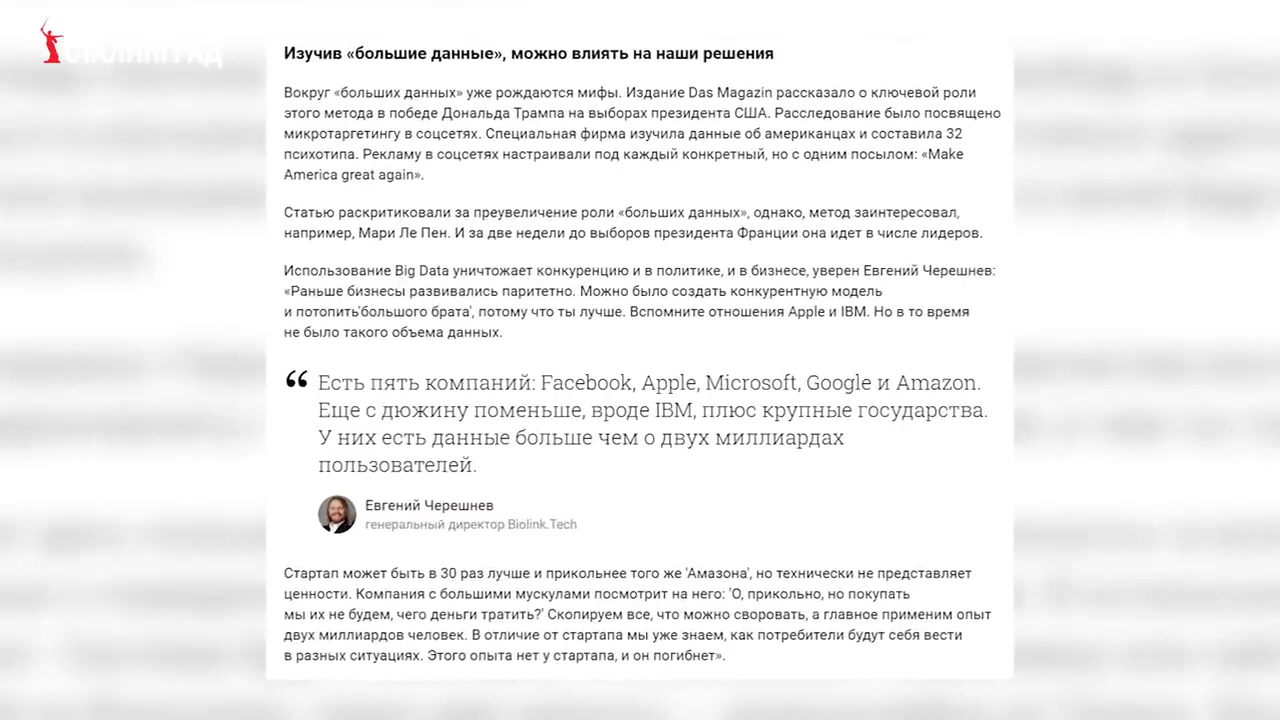 Изучив «большие данные», можно влиять на наши решения
Вокруг «больших данных» уже рождаются мифы. Издание Das Magazin рассказало о ключевой роли
этого метода в победе Дональда Трампа на выборах президента США. Расследование было посвящено
микротаргетингу в соцсетях. Специальная фирма изучила данные об американцах и составила 32
психотипа. Рекламу в соцсетях настраивали под каждый конкретный, но с одним посылом: «Make
America great again».
Статью раскритиковали за преувеличение роли «больших данных», однако, метод заинтересовал,
например, Мари Ле Пен. И за две недели до выборов президента Франции она идет в числе лидеров.
Использование Big Data уничтожает конкуренцию и в политике, и в бизнесе, уверен Евгений Черешнев:
«Раньше бизнесы развивались паритетно. Можно было создать конкурентную модель
и потопить'большого брата', потому что ты лучше. Вспомните отношения Apple и IBM. Но в то время
не было такого объема данных.
“ Есть пять компаний: Facebook, Apple, Microsoft, Google и Amazon.
Еще с дюжину поменьше, вроде IBM, плюс крупные государства.
У них есть данные больше чем о двух миллиардах
пользователей.
Евгений Черешнев
генеральный директор Biolink.Tech
Стартап может быть в 30 раз лучше и прикольнее того же 'Амазона', но технически не представляет
ценности. Компания с большими мускулами посмотрит на него: 'О, прикольно, но покупать
мы их не будем, чего деньги тратить?' Скопируем все, что можно своровать, а главное применим опыт
двух миллиардов человек. В отличие от стартапа мы уже знаем, как потребители будут себя вести
в разных ситуациях. Этого опыта нет у стартапа, и он погибнет».